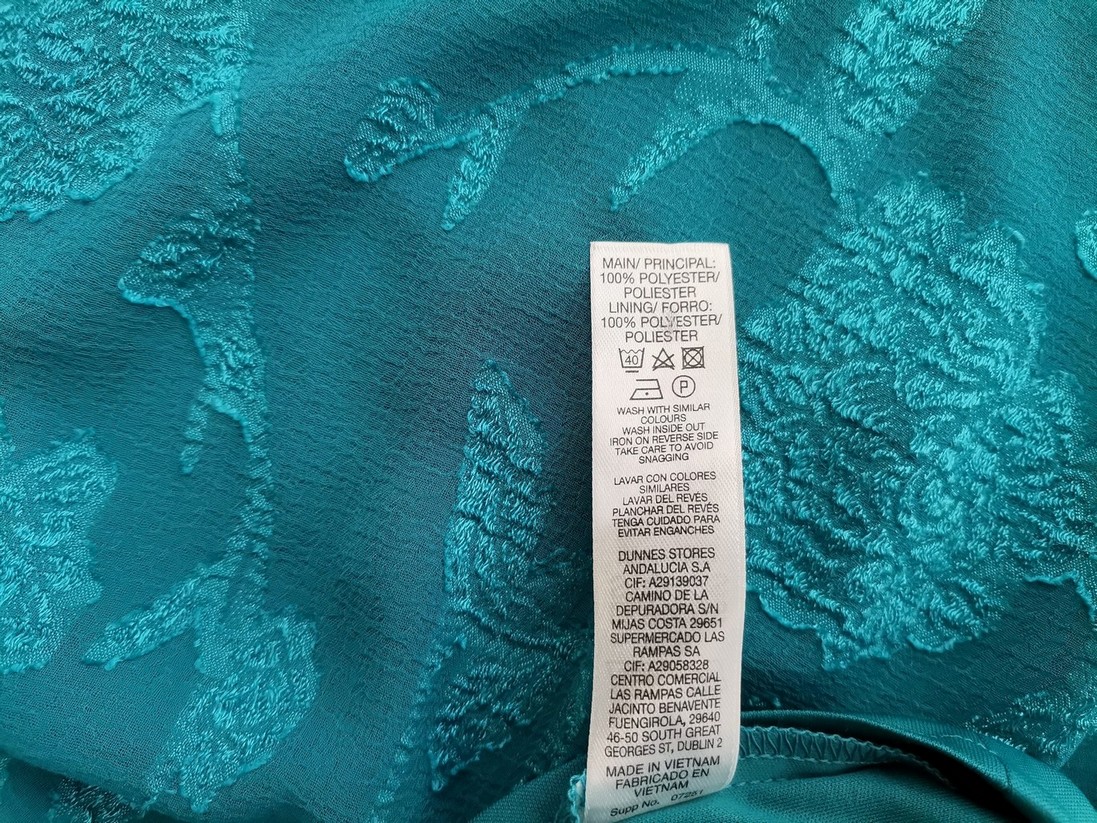 MAIN/ PRINCIPAL:
100% POLYESTER/
POLIESTER
LINING/ FORRO:
100% POLYESTER/
POLIESTER
40
P
WASH WITH SIMILAR
COLOURS
WASH INSIDE OUT
IRON ON REVERSE SIDE
TAKE CARE TO AVOID
SNAGGING
LAVAR CON COLORES
SIMILARES
LAVAR DEL REVÉS
PLANCHAR DEL REVÉS
TENGA CUIDADO PARA
EVITAR ENGANCHES
DUNNES STORES
ANDALUCIA S.A
CIF: A29139037
CAMINO DE LA
DEPURADORA S/N
MIJAS COSTA 29651
SUPERMERCADO LAS
RAMPAS SA
CIF: A29058328
CENTRO COMERCIAL
LAS RAMPAS CALLE
JACINTO BENAVENTE
FUENGIROLA, 29640
46-50 SOUTH GREAT
GEORGES ST, DUBLIN 2
MADE IN VIETNAM
FABRICADO EN
VIETNAM
Supp No.